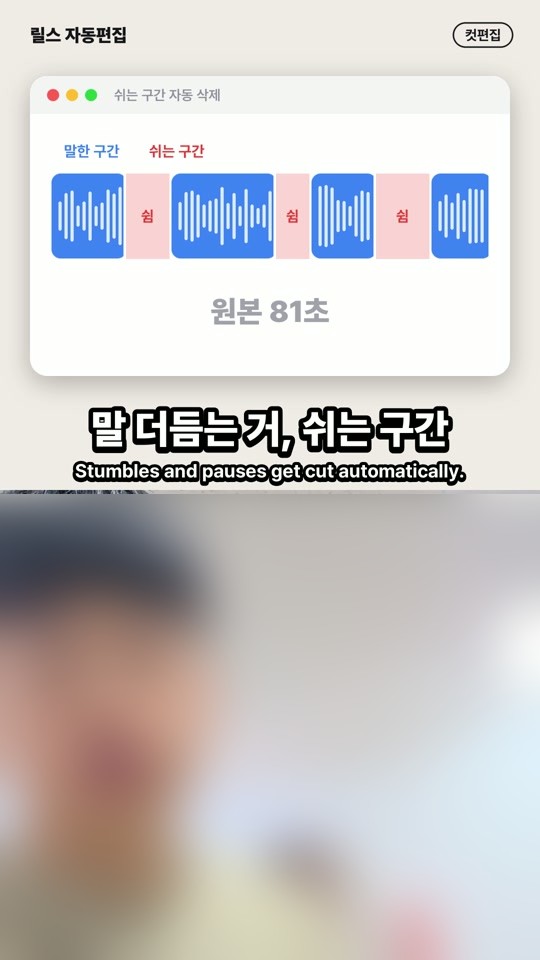 릴스 자동편집
컷편집
쉬는 구간 자동 삭제
말한 구간 쉬는 구간
쉼 쉼 쉼
원본 81초
말 더듬는 거, 쉬는 구간
Stumbles and pauses get cut automatically.